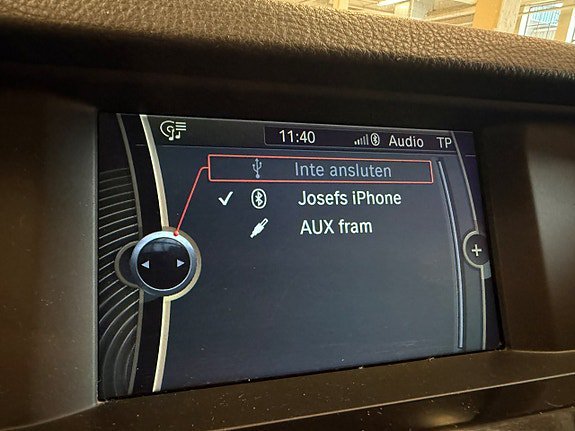 11:40 Audio TP
Inte ansluten
Josefs iPhone
AUX fram